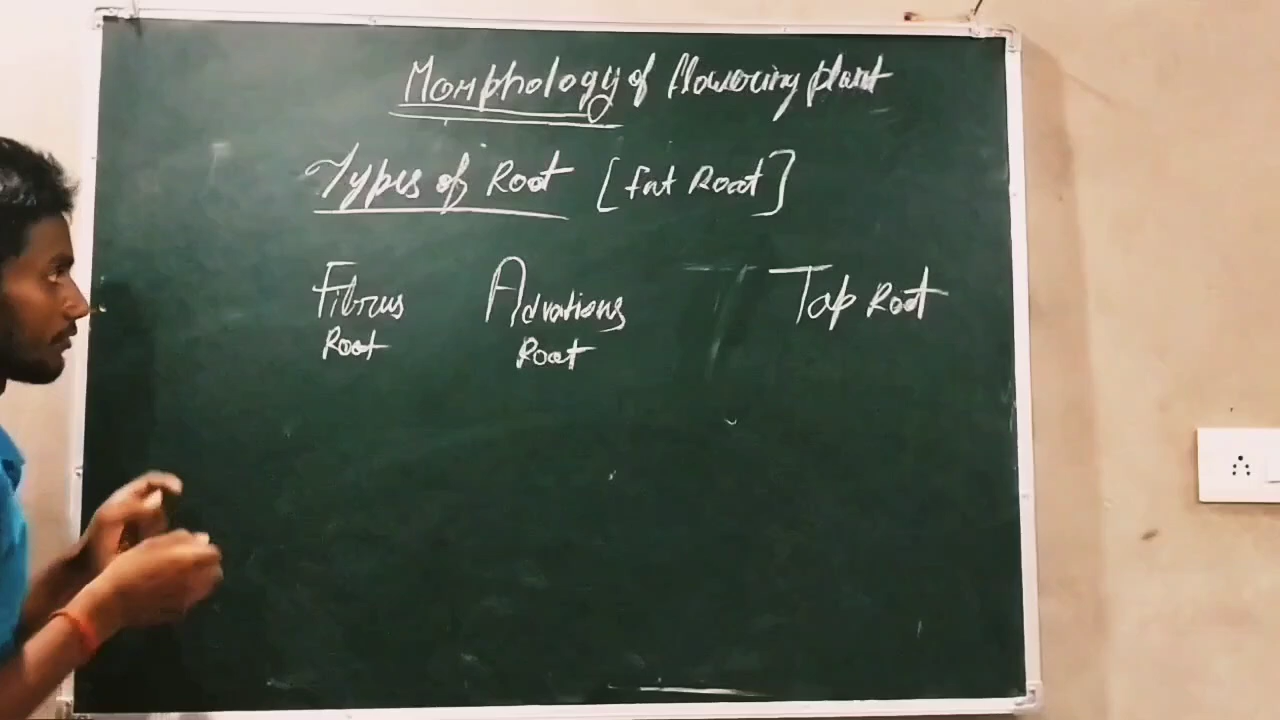 Morphology of flowering plant
Types of Root [Fat Root]
Fibrus Root
Advations Root
Tap Root